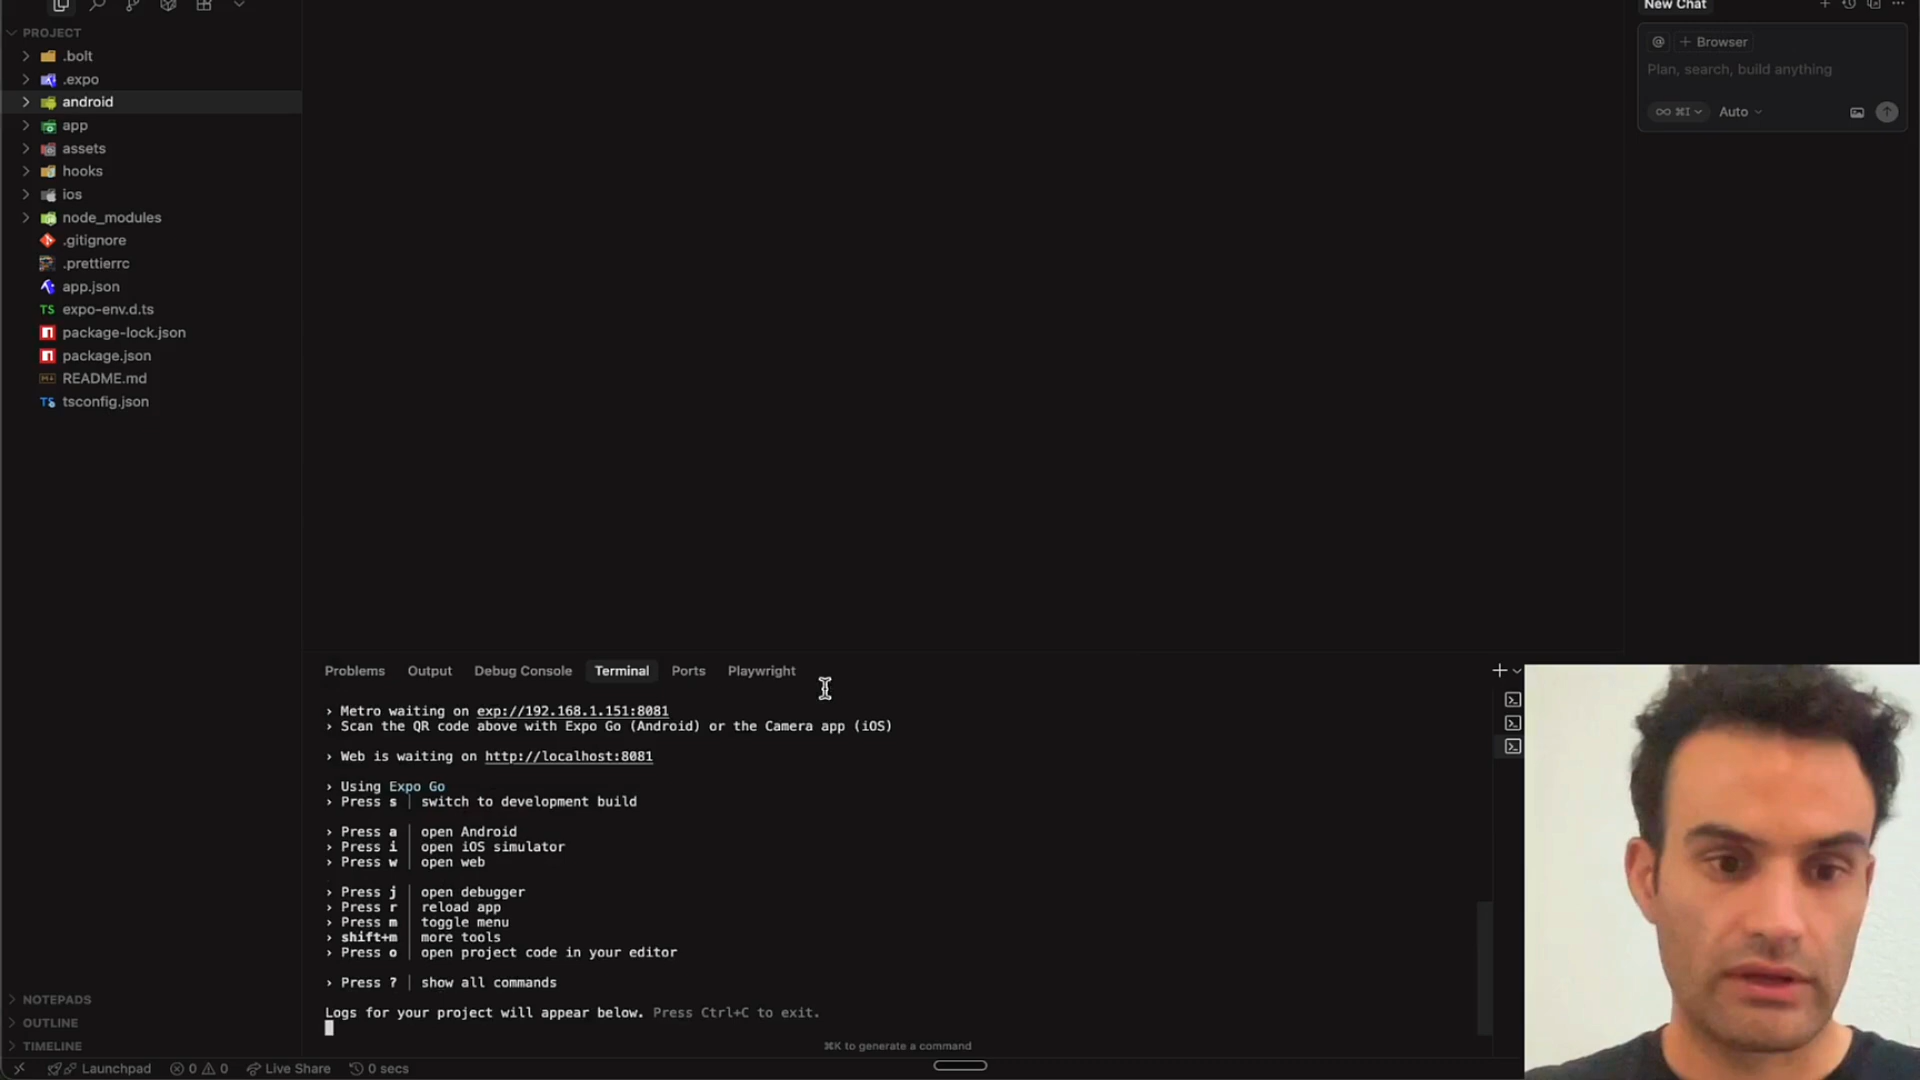 New Chat
PROJECT
.bolt
.expo
android
app
assets
hooks
ios
node_modules
.gitignore
.prettierrc
app.json
TS expo-env.d.ts
package-lock.json
package.json
README.md
TS tsconfig.json
@ + Browser
Plan, search, build anything
∞ ⌘I Auto
Problems Output Debug Console Terminal Ports Playwright
› Metro waiting on exp://192.168.1.151:8081
› Scan the QR code above with Expo Go (Android) or the Camera app (iOS)
› Web is waiting on http://localhost:8081
› Using Expo Go
› Press s │ switch to development build
› Press a │ open Android
› Press i │ open iOS simulator
› Press w │ open web
› Press j │ open debugger
› Press r │ reload app
› Press m │ toggle menu
› shift+m │ more tools
› Press o │ open project code in your editor
› Press ? │ show all commands
Logs for your project will appear below. Press Ctrl+C to exit.
⌘K to generate a command
NOTEPADS
OUTLINE
TIMELINE
Launchpad 0 0 Live Share 0 secs